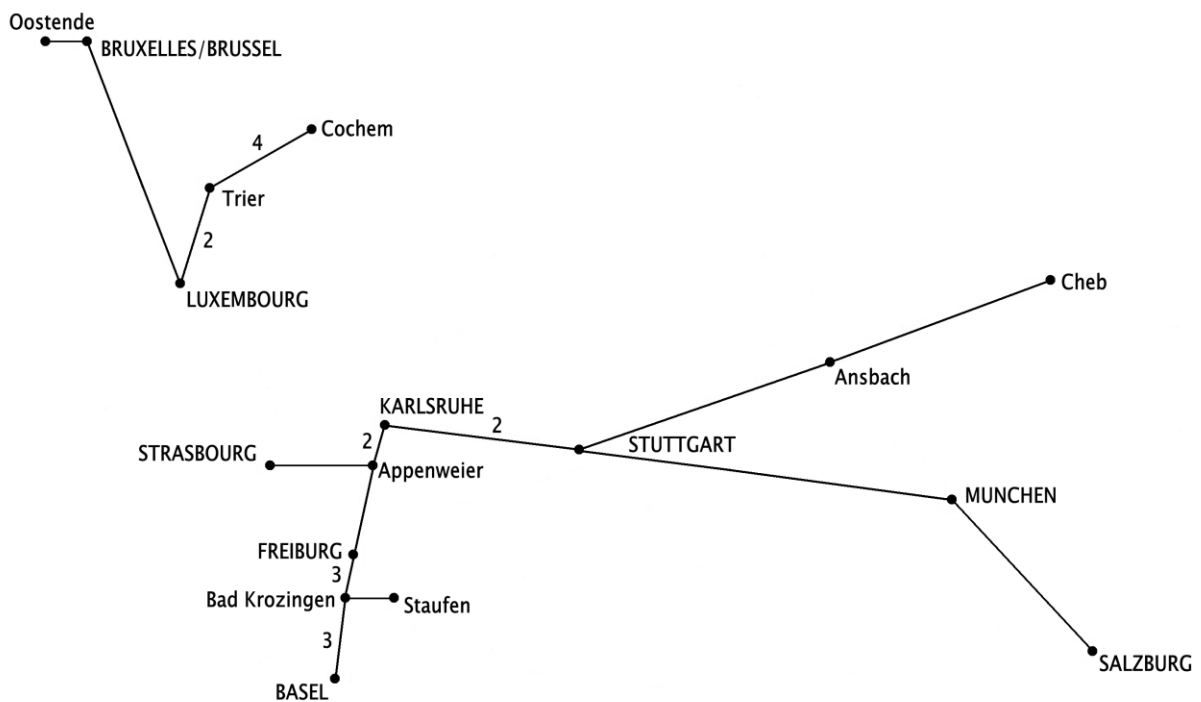 Oostende
BRUXELLES/BRUSSEL
Cochem
4
Trier
2
LUXEMBOURG
Cheb
Ansbach
KARLSRUHE
2
STUTTGART
2
STRASBOURG
Appenweier
MUNCHEN
FREIBURG
3
Bad Krozingen
Staufen
3
SALZBURG
BASEL